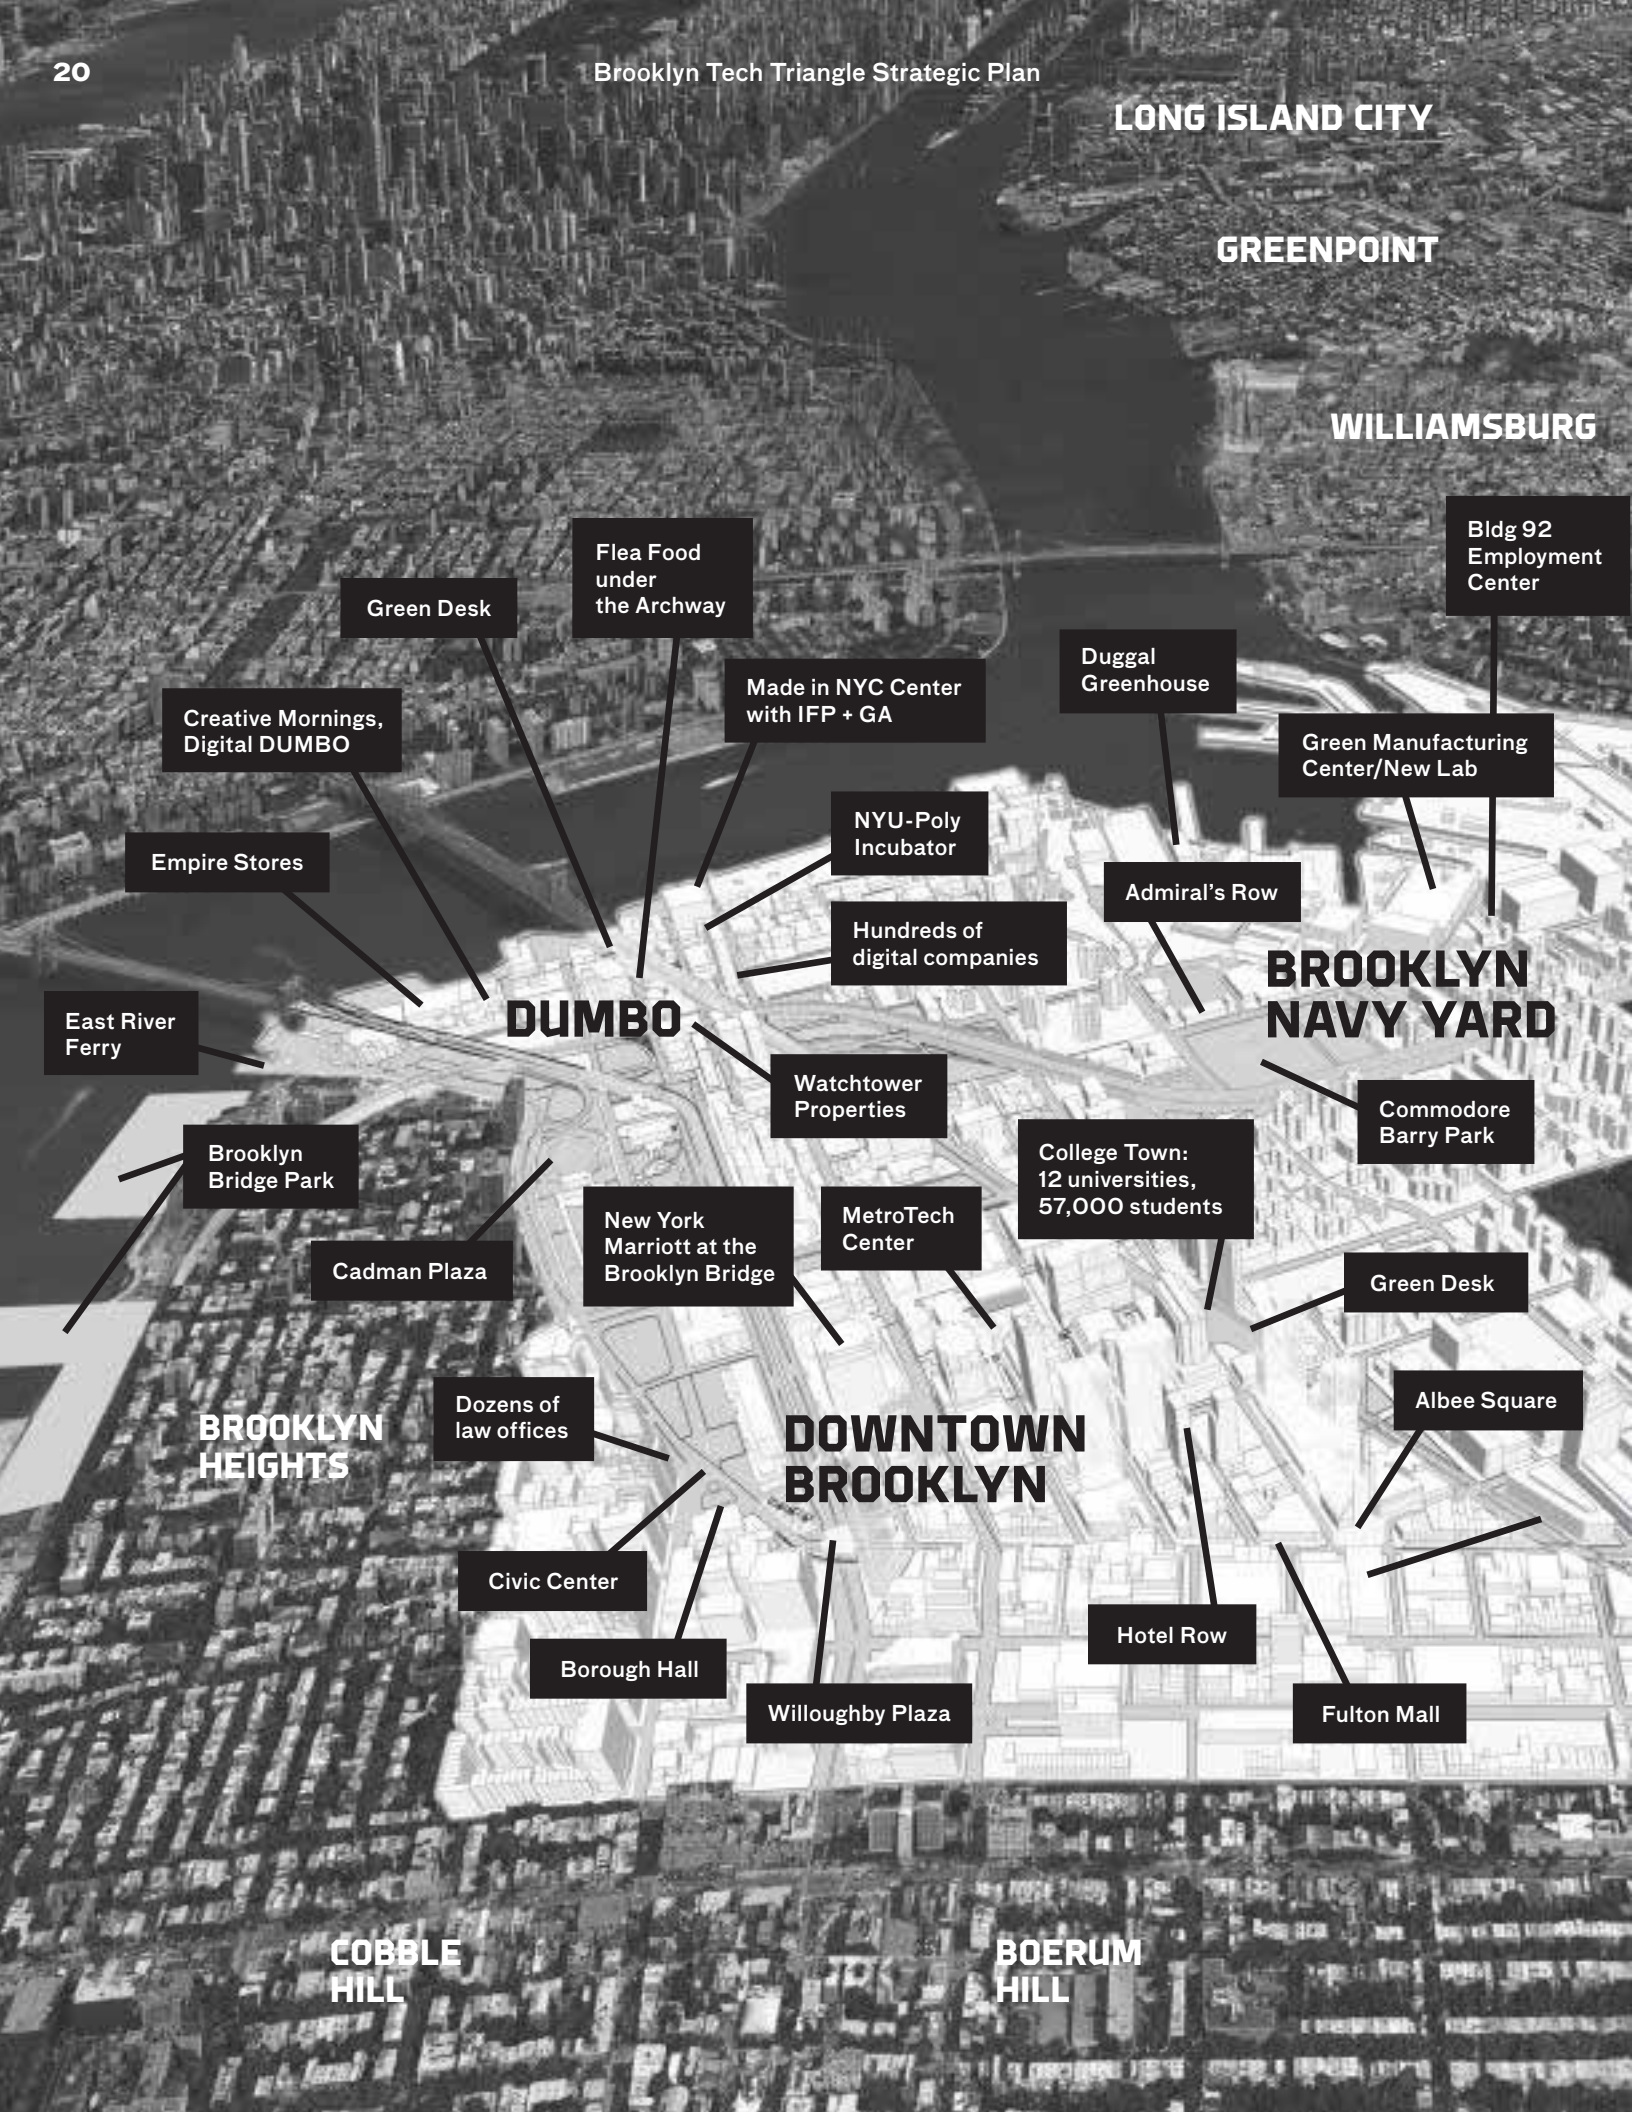 20
Brooklyn Tech Triangle Strategic Plan
LONG ISLAND CITY
GREENPOINT
WILLIAMSBURG
Bldg 92
Employment
Center
Flea Food
under
the Archway
Green Desk
Duggal
Greenhouse
Made in NYC Center
with IFP + GA
Creative Mornings,
Digital DUMBO
Green Manufacturing
Center/New Lab
NYU-Poly
Incubator
Empire Stores
Admiral's Row
Hundreds of
digital companies
BROOKLYN
NAVY YARD
DUMBO
East River
Ferry
Watchtower
Properties
Commodore
Barry Park
Brooklyn
Bridge Park
College Town:
12 universities,
57,000 students
New York
Marriott at the
Brooklyn Bridge
MetroTech
Center
Cadman Plaza
Green Desk
Albee Square
Dozens of
law offices
BROOKLYN
HEIGHTS
DOWNTOWN
BROOKLYN
Civic Center
Hotel Row
Borough Hall
Willoughby Plaza
Fulton Mall
COBBLE
HILL
BOERUM
HILL